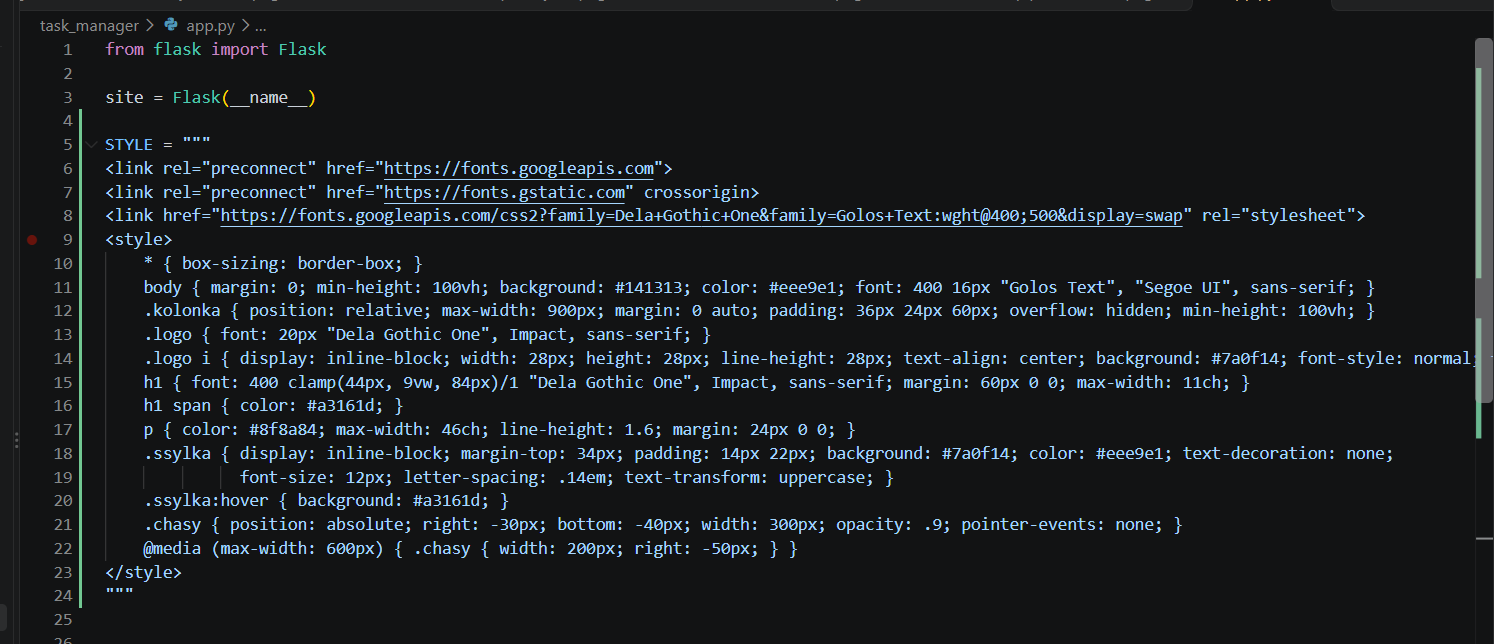 task_manager > app.py > ...
1 from flask import Flask
2
3 site = Flask(__name__)
4
5 STYLE = """
6 <link rel="preconnect" href="https://fonts.googleapis.com">
7 <link rel="preconnect" href="https://fonts.gstatic.com" crossorigin>
8 <link href="https://fonts.googleapis.com/css2?family=Dela+Gothic+One&family=Golos+Text:wght@400;500&display=swap" rel="stylesheet">
9 <style>
10 * { box-sizing: border-box; }
11 body { margin: 0; min-height: 100vh; background: #141313; color: #eee9e1; font: 400 16px "Golos Text", "Segoe UI", sans-serif; }
12 .kolonka { position: relative; max-width: 900px; margin: 0 auto; padding: 36px 24px 60px; overflow: hidden; min-height: 100vh; }
13 .logo { font: 20px "Dela Gothic One", Impact, sans-serif; }
14 .logo i { display: inline-block; width: 28px; height: 28px; line-height: 28px; text-align: center; background: #7a0f14; font-style: normal;
15 h1 { font: 400 clamp(44px, 9vw, 84px)/1 "Dela Gothic One", Impact, sans-serif; margin: 60px 0 0; max-width: 11ch; }
16 h1 span { color: #a3161d; }
17 p { color: #8f8a84; max-width: 46ch; line-height: 1.6; margin: 24px 0 0; }
18 .ssylka { display: inline-block; margin-top: 34px; padding: 14px 22px; background: #7a0f14; color: #eee9e1; text-decoration: none;
19 font-size: 12px; letter-spacing: .14em; text-transform: uppercase; }
20 .ssylka:hover { background: #a3161d; }
21 .chasy { position: absolute; right: -30px; bottom: -40px; width: 300px; opacity: .9; pointer-events: none; }
22 @media (max-width: 600px) { .chasy { width: 200px; right: -50px; } }
23 </style>
24 """
25
26